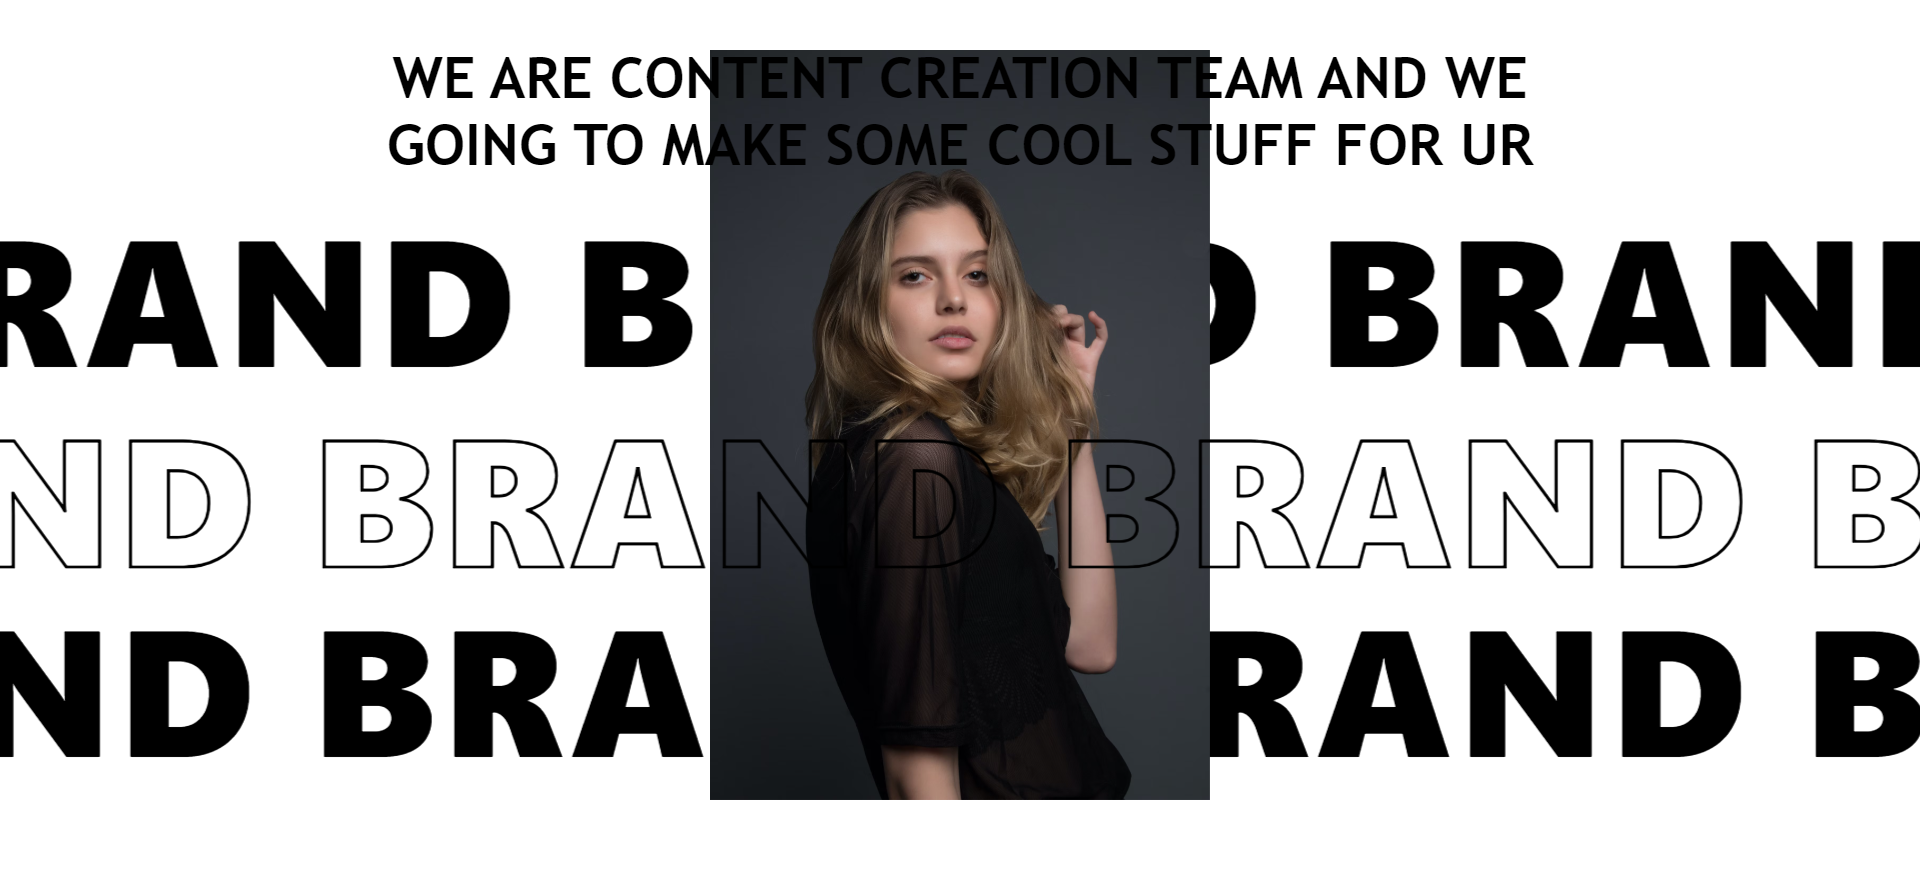 WE ARE CONTENT CREATION TEAM AND WE
GOING TO MAKE SOME COOL STUFF FOR UR
RAND B D BRAND
ND BRAND BRAND B
ND BRA RAND B